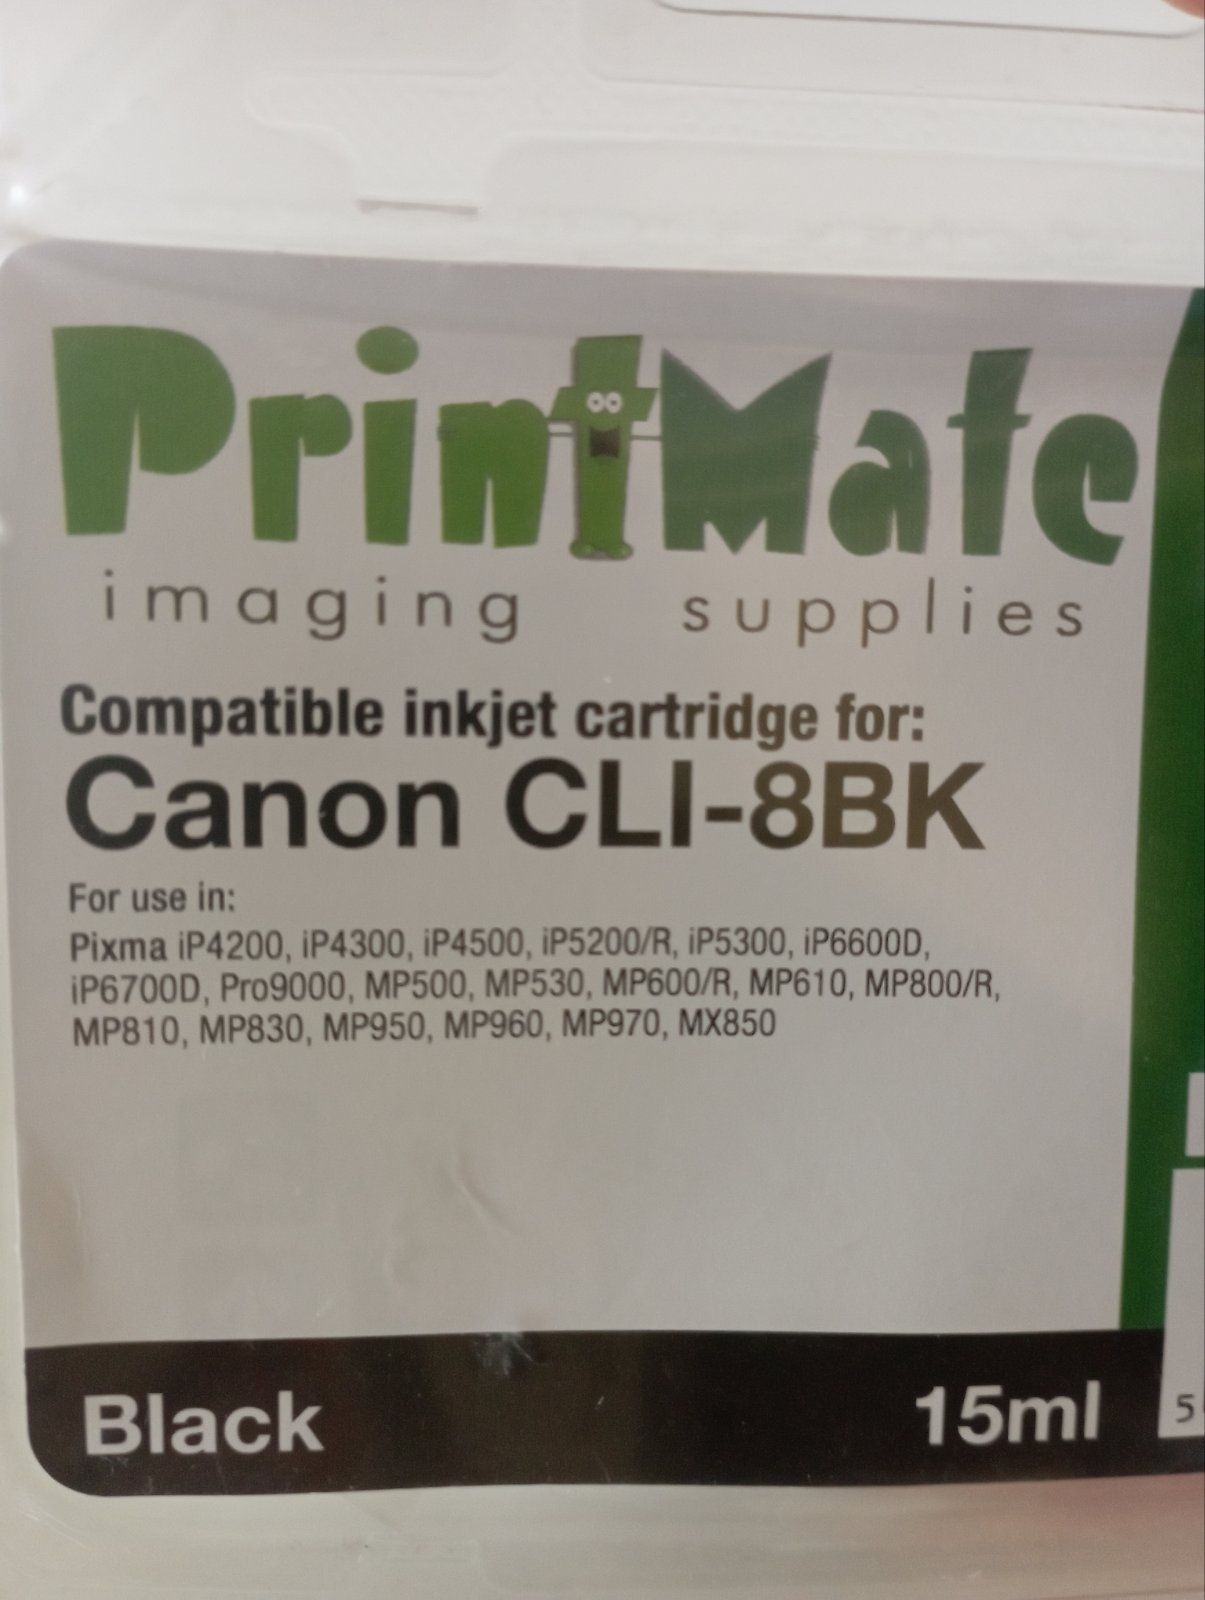 PrintMate
imaging supplies
Compatible inkjet cartridge for:
Canon CLI-8BK
For use in:
Pixma iP4200, iP4300, iP4500, iP5200/R, iP5300, iP6600D,
iP6700D, Pro9000, MP500, MP530, MP600/R, MP610, MP800/R,
MP810, MP830, MP950, MP960, MP970, MX850
Black 15ml
5